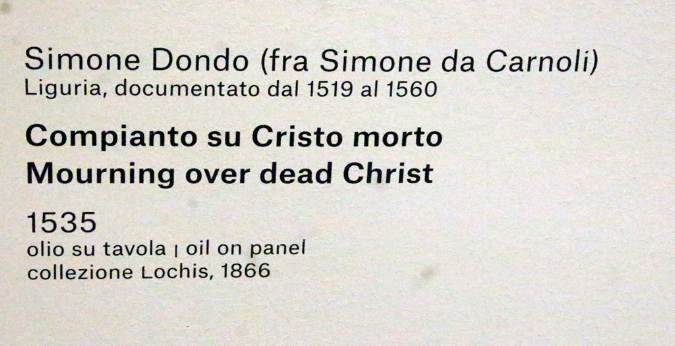 Simone Dondo (fra Simone da Carnoli)
Liguria, documentato dal 1519 al 1560
Compianto su Cristo morto
Mourning over dead Christ
1535
olio su tavola | oil on panel
collezione Lochis, 1866